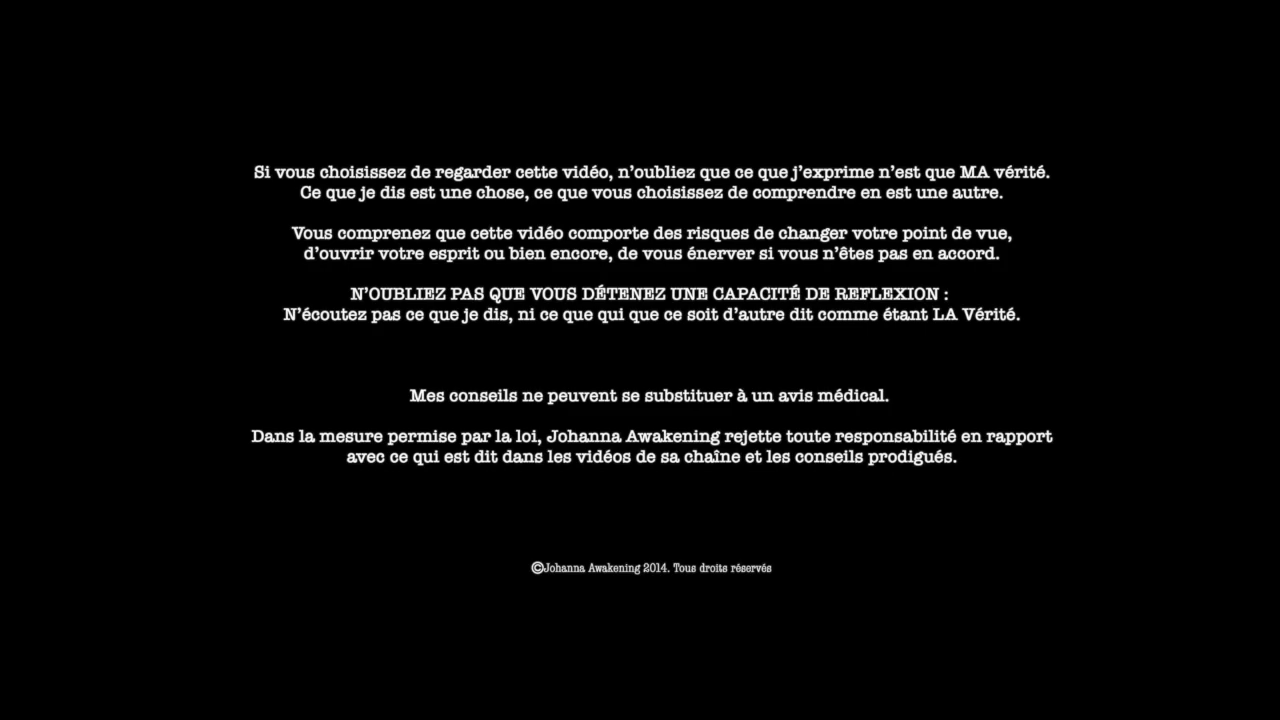 Si vous choisissez de regarder cette vidéo, n'oubliez que ce que j'exprime n'est que MA vérité.
Ce que je dis est une chose, ce que vous choisissez de comprendre en est une autre.
Vous comprenez que cette vidéo comporte des risques de changer votre point de vue,
d'ouvrir votre esprit ou bien encore, de vous énerver si vous n'êtes pas en accord.
N'OUBLIEZ PAS QUE VOUS DÉTENEZ UNE CAPACITÉ DE REFLEXION :
N'écoutez pas ce que je dis, ni ce que qui que ce soit d'autre dit comme étant LA Vérité.
Mes conseils ne peuvent se substituer à un avis médical.
Dans la mesure permise par la loi, Johanna Awakening rejette toute responsabilité en rapport
avec ce qui est dit dans les vidéos de sa chaîne et les conseils prodigués.
©Johanna Awakening 2014. Tous droits réservés